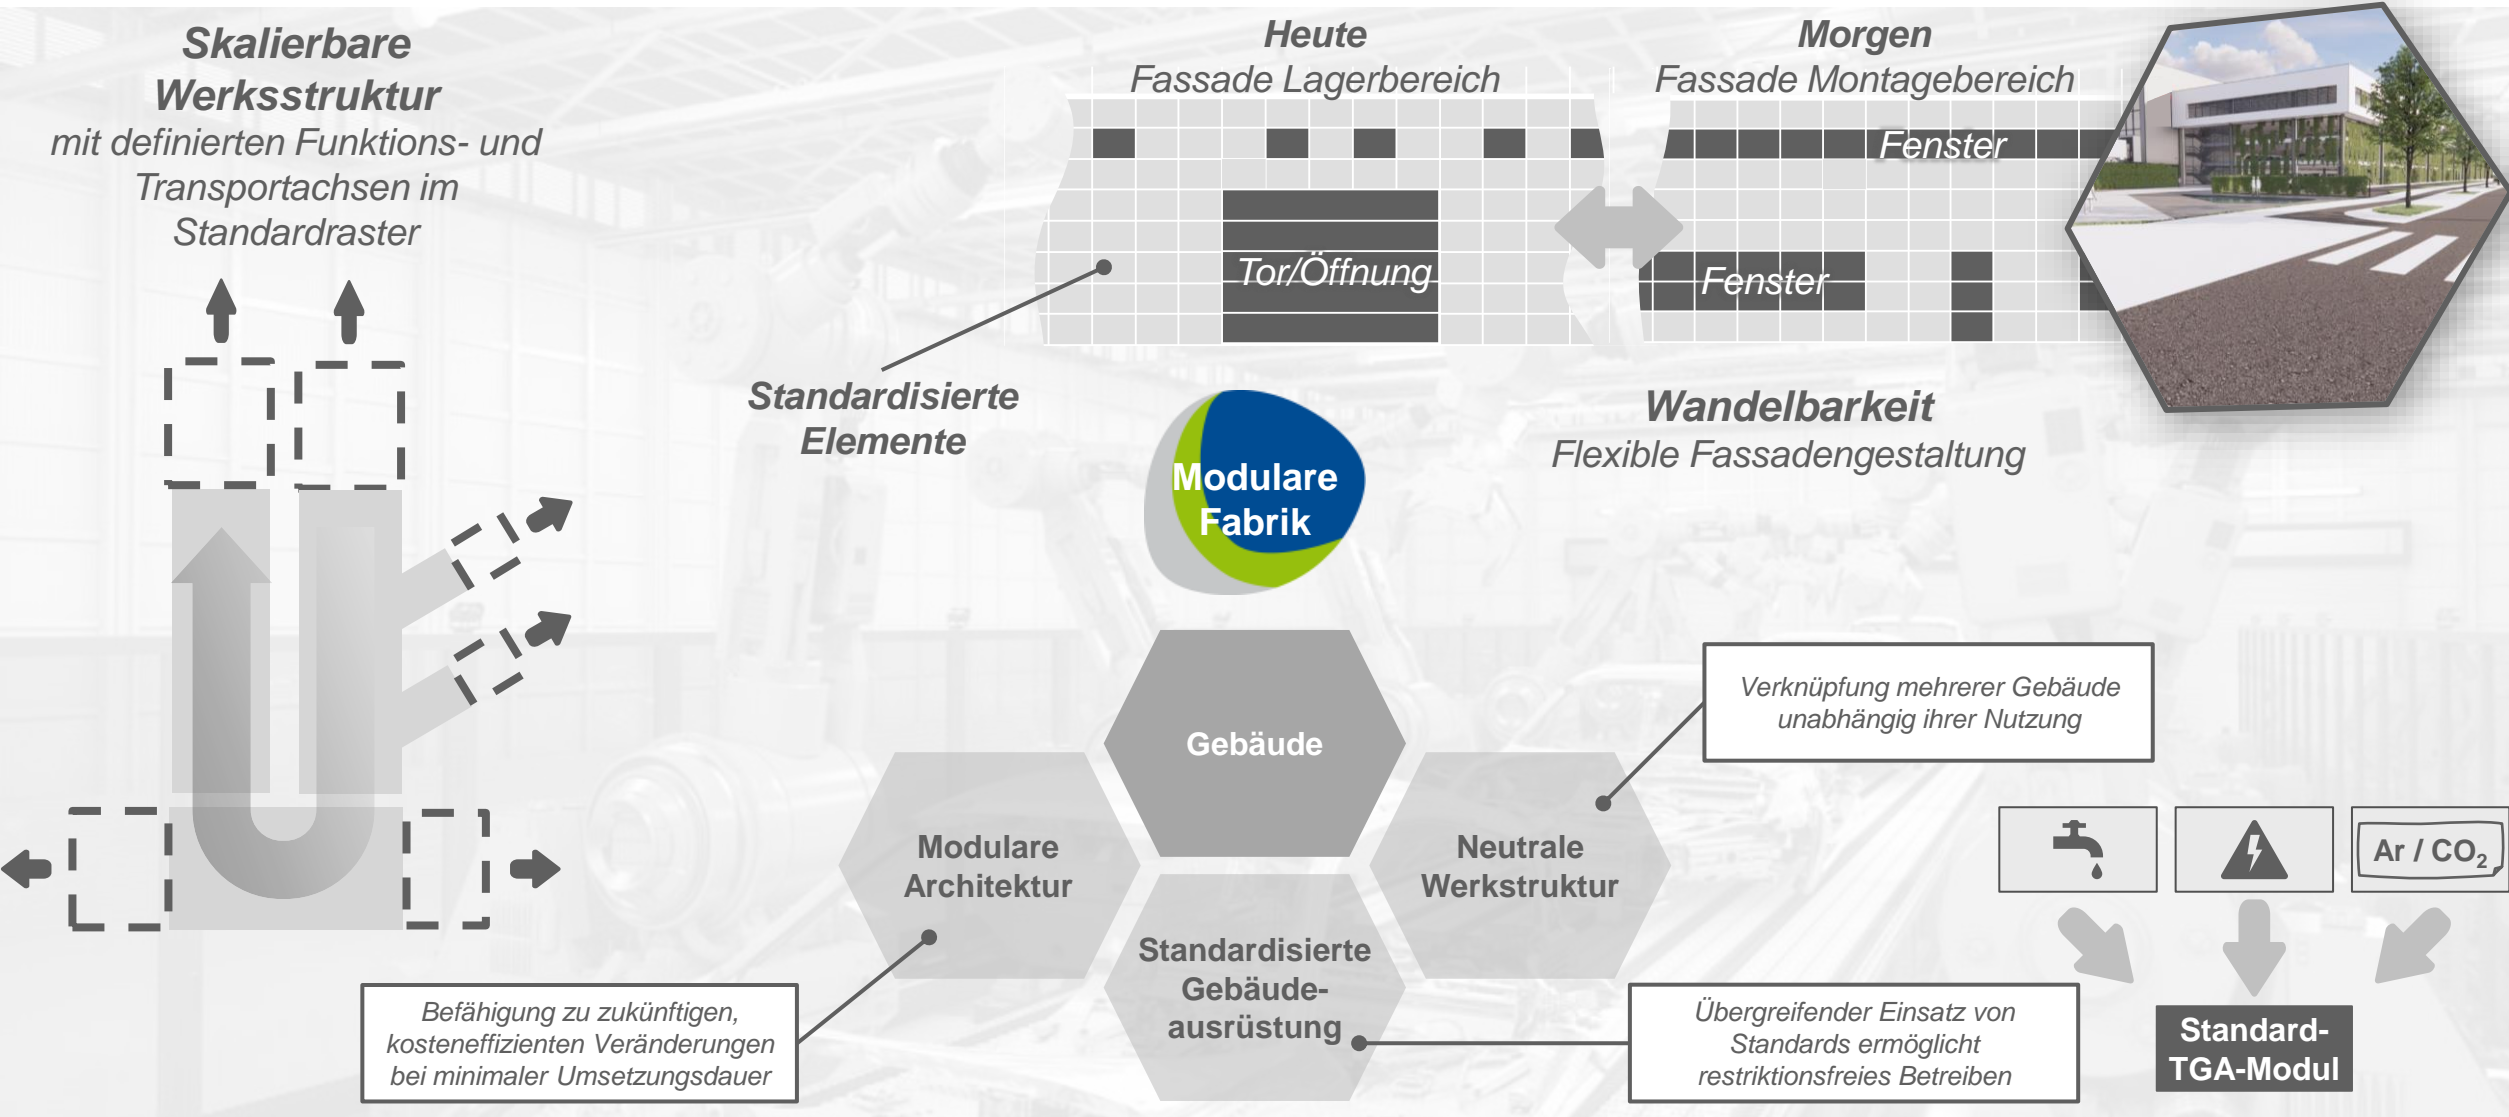 Skalierbare
Werksstruktur
mit definierten Funktions- und
Transportachsen im
Standardraster
Heute
Fassade Lagerbereich
Morgen
Fassade Montagebereich
Fenster
Tor/Öffnung
Fenster
Standardisierte
Elemente
Wandelbarkeit
Flexible Fassadengestaltung
Modulare
Fabrik
Gebäude
Modulare
Architektur
Neutrale
Werkstruktur
Standardisierte
Gebäude-
ausrüstung
Verknüpfung mehrerer Gebäude
unabhängig ihrer Nutzung
Befähigung zu zukünftigen,
kosteneffizienten Veränderungen
bei minimaler Umsetzungsdauer
Übergreifender Einsatz von
Standards ermöglicht
restriktionsfreies Betreiben
Ar / CO₂
Standard-
TGA-Modul